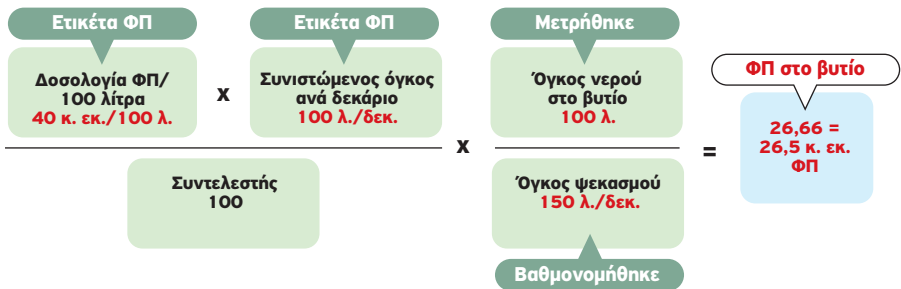 Ετικέτα ΦΠ
Ετικέτα ΦΠ
Μετρήθηκε
Δοσολογία ΦΠ/
100 λίτρα
40 κ. εκ./100 λ.
x
Συνιστώμενος όγκος
ανά δεκάριο
100 λ./δεκ.
Όγκος νερού
στο βυτίο
100 λ.
ΦΠ στο βυτίο
x
=
26,66 =
26,5 κ. εκ.
ΦΠ
Συντελεστής
100
Όγκος ψεκασμού
150 λ./δεκ.
Βαθμονομήθηκε